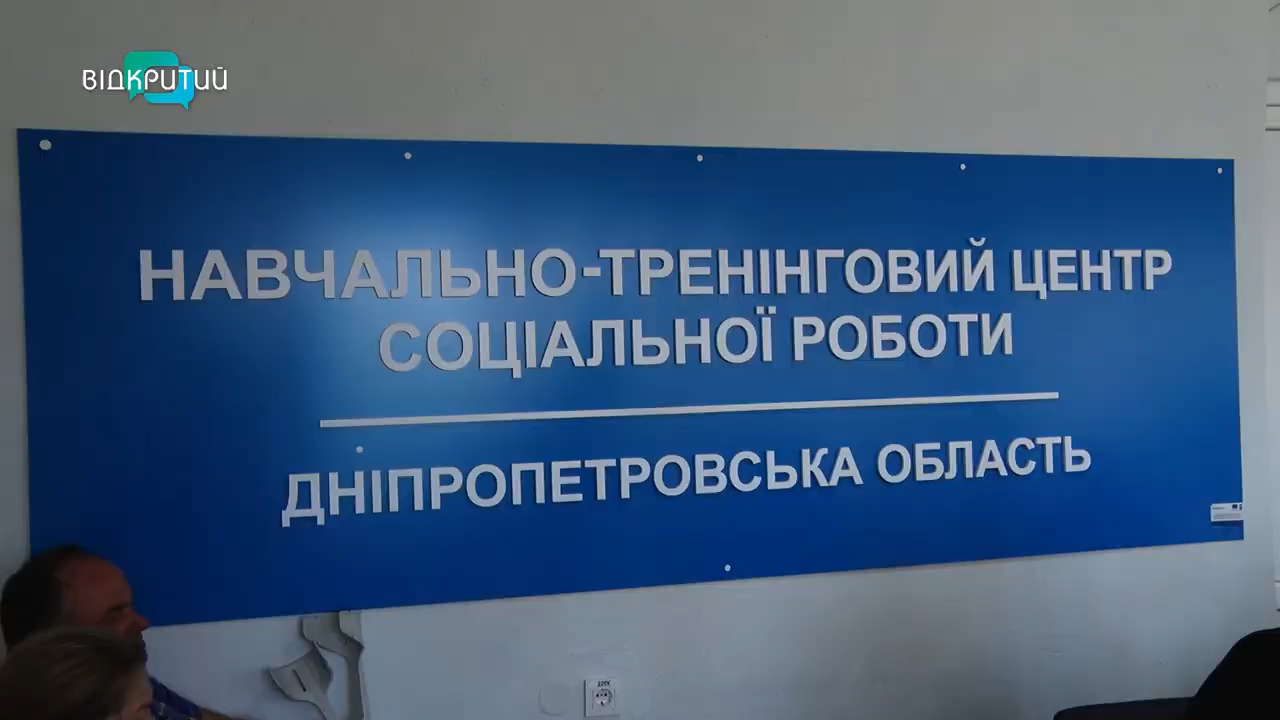 ВІДКРИТИЙ
НАВЧАЛЬНО-ТРЕНІНГОВИЙ ЦЕНТР
СОЦІАЛЬНОЇ РОБОТИ
ДНІПРОПЕТРОВСЬКА ОБЛАСТЬ
220V